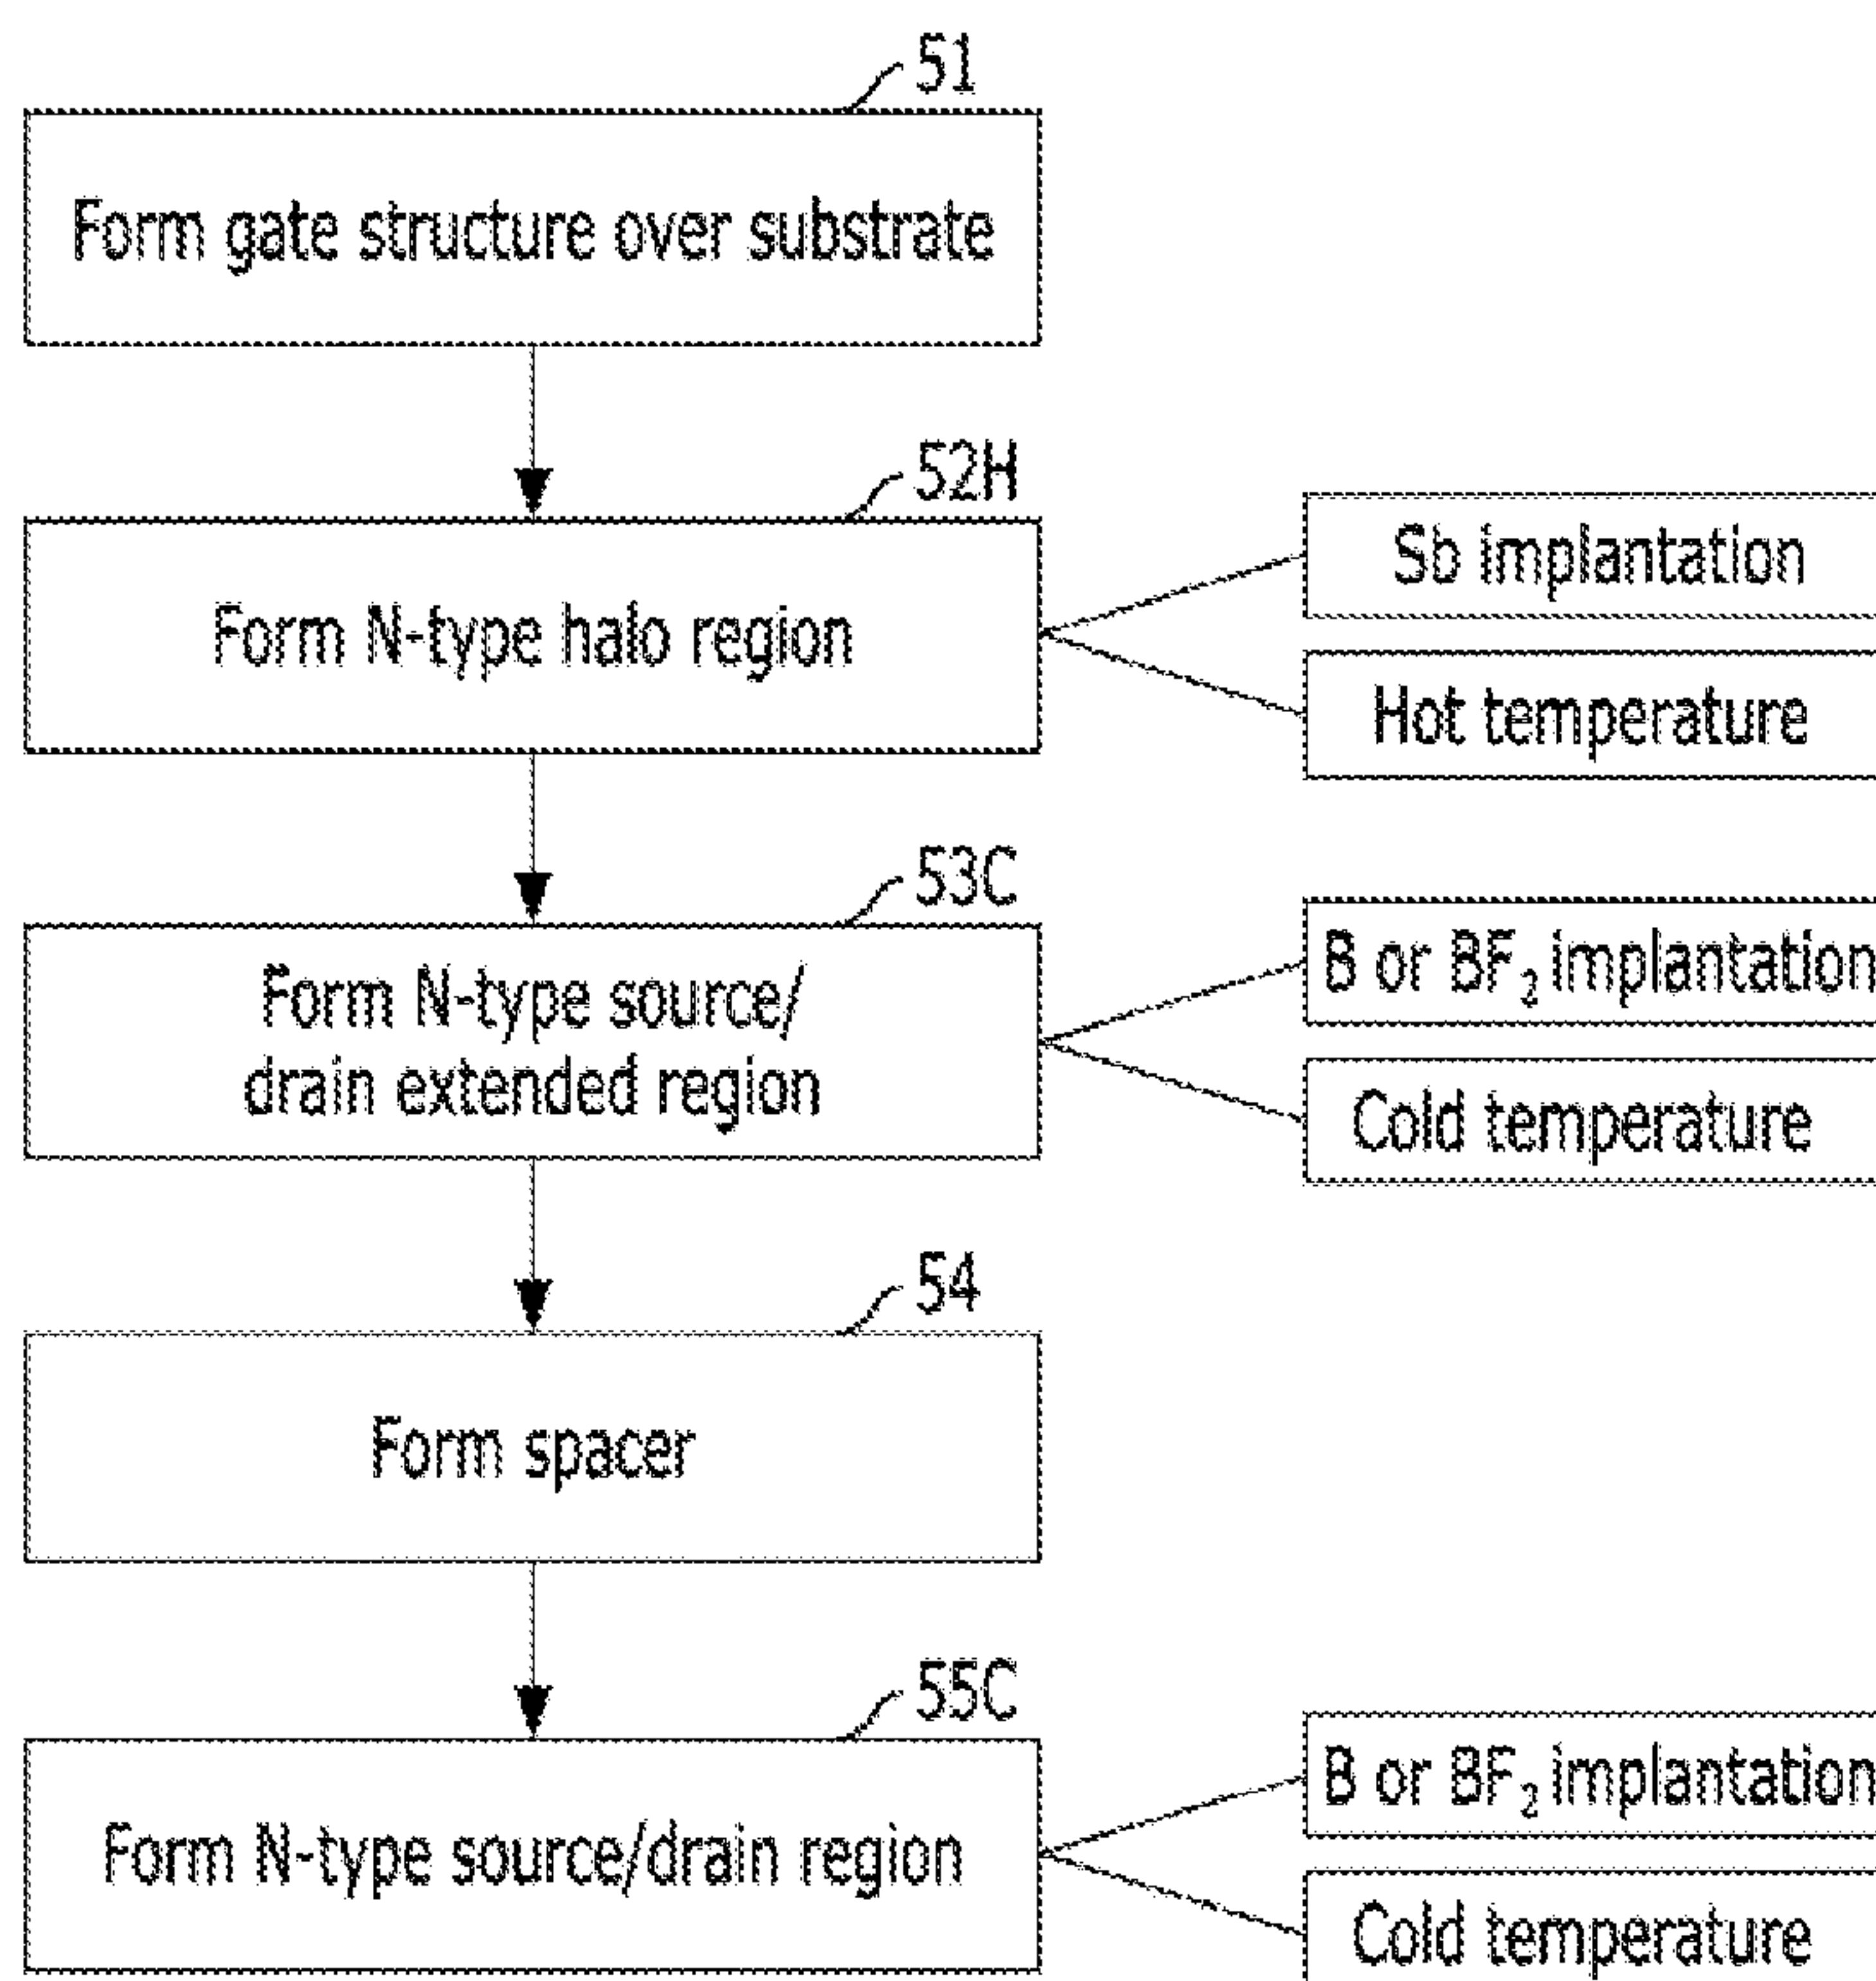 51
Form gate structure over substrate
52H
Form N-type halo region
Sb implantation
Hot temperature
53C
Form N-type source/
drain extended region
B or BF₂ implantation
Cold temperature
54
Form spacer
55C
Form N-type source/drain region
B or BF₂ implantation
Cold temperature